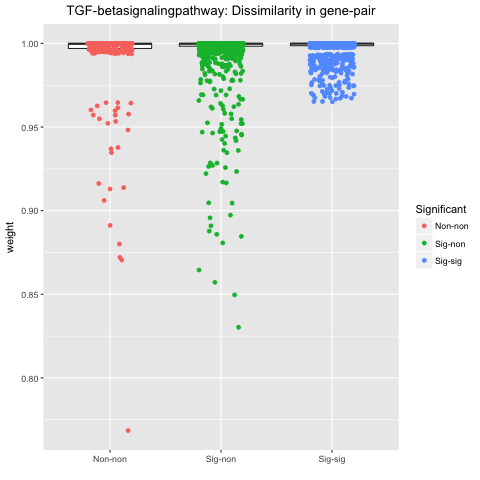 TGF-betasignalingpathway: Dissimilarity in gene-pair
1.00
0.95
0.90
0.85
0.80
weight
Non-non
Sig-non
Sig-sig
Significant
Non-non
Sig-non
Sig-sig